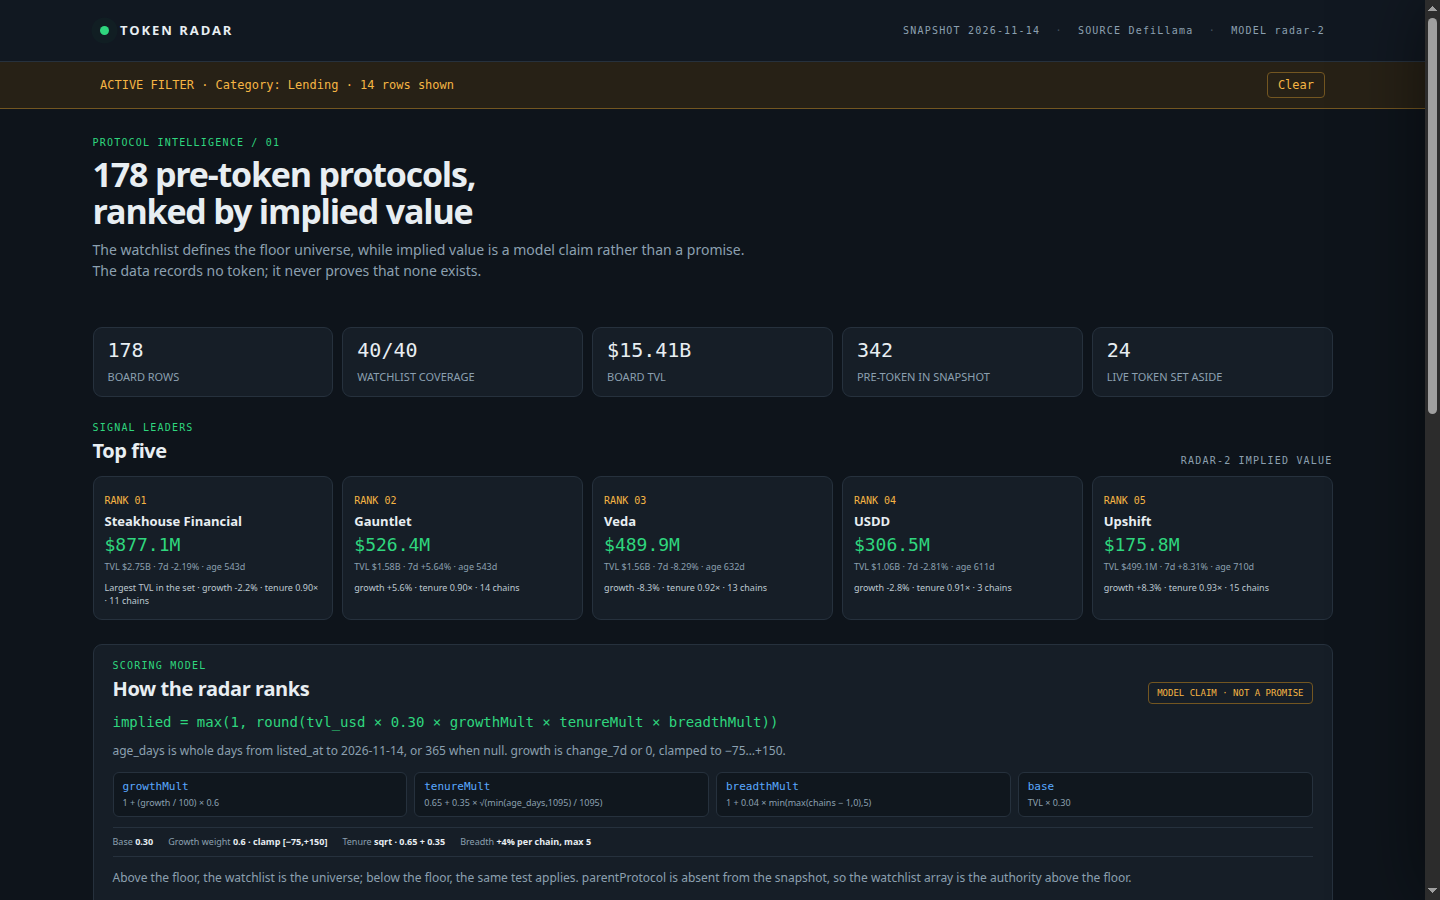 TOKEN RADAR
SNAPSHOT 2026-11-14 · SOURCE DefiLlama · MODEL radar-2
ACTIVE FILTER · Category: Lending · 14 rows shown
Clear
PROTOCOL INTELLIGENCE / 01
178 pre-token protocols,
ranked by implied value
The watchlist defines the floor universe, while implied value is a model claim rather than a promise.
The data records no token; it never proves that none exists.
178
BOARD ROWS
40/40
WATCHLIST COVERAGE
$15.41B
BOARD TVL
342
PRE-TOKEN IN SNAPSHOT
24
LIVE TOKEN SET ASIDE
SIGNAL LEADERS
Top five
RADAR-2 IMPLIED VALUE
RANK 01
Steakhouse Financial
$877.1M
TVL $2.75B · 7d -2.19% · age 543d
Largest TVL in the set · growth -2.2% · tenure 0.90×
· 11 chains
RANK 02
Gauntlet
$526.4M
TVL $1.58B · 7d +5.64% · age 543d
growth +5.6% · tenure 0.90× · 14 chains
RANK 03
Veda
$489.9M
TVL $1.56B · 7d -8.29% · age 632d
growth -8.3% · tenure 0.92× · 13 chains
RANK 04
USDD
$306.5M
TVL $1.06B · 7d -2.81% · age 611d
growth -2.8% · tenure 0.91× · 3 chains
RANK 05
Upshift
$175.8M
TVL $499.1M · 7d +8.31% · age 710d
growth +8.3% · tenure 0.93× · 15 chains
SCORING MODEL
How the radar ranks
MODEL CLAIM · NOT A PROMISE
implied = max(1, round(tvl_usd × 0.30 × growthMult × tenureMult × breadthMult))
age_days is whole days from listed_at to 2026-11-14, or 365 when null. growth is change_7d or 0, clamped to −75…+150.
growthMult
1 + (growth / 100) × 0.6
tenureMult
0.65 + 0.35 × √(min(age_days,1095) / 1095)
breadthMult
1 + 0.04 × min(max(chains − 1,0),5)
base
TVL × 0.30
Base 0.30 Growth weight 0.6 · clamp [−75,+150] Tenure sqrt · 0.65 + 0.35 Breadth +4% per chain, max 5
Above the floor, the watchlist is the universe; below the floor, the same test applies. parentProtocol is absent from the snapshot, so the watchlist array is the authority above the floor.